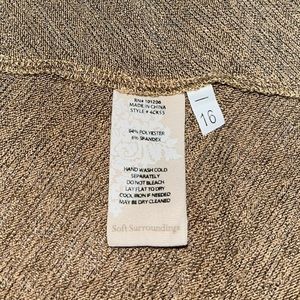 RN# 101206
MADE IN CHINA
STYLE # 4CK55
94% POLYESTER
6% SPANDEX
HAND WASH COLD
SEPARATELY
DO NOT BLEACH
LAY FLAT TO DRY
COOL IRON IF NEEDED
MAY BE DRY CLEANED
Soft Surroundings
16